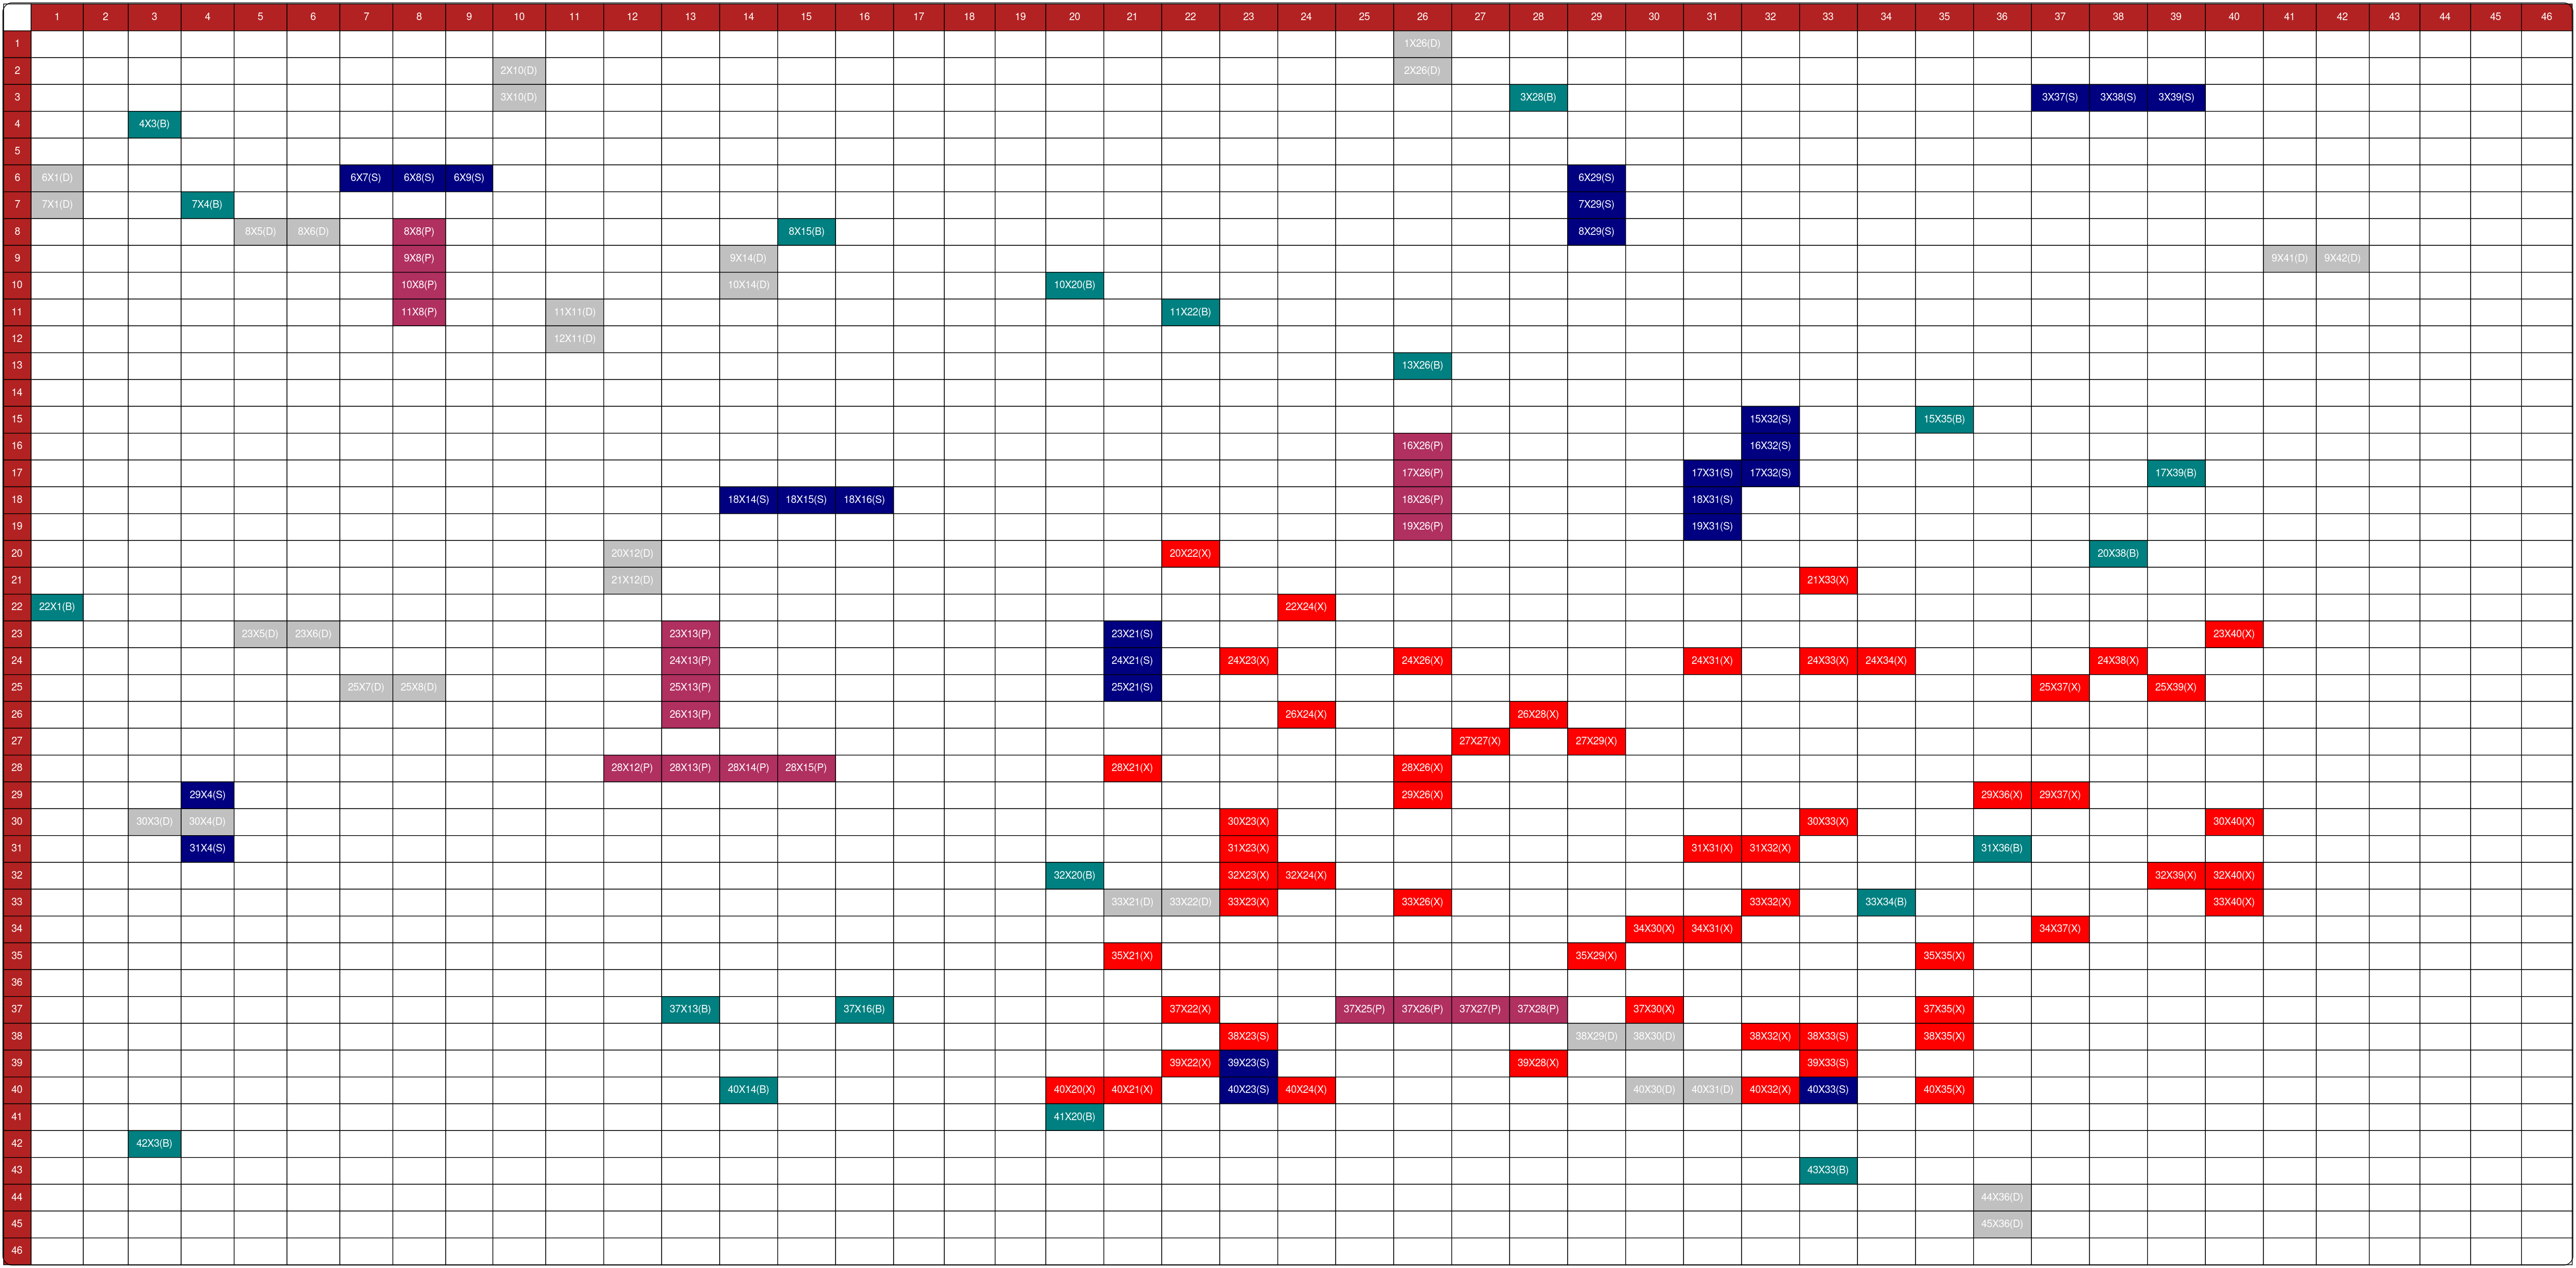 1 2 3 4 5 6 7 8 9 10 11 12 13 14 15 16 17 18 19 20 21 22 23 24 25 26 27 28 29 30 31 32 33 34 35 36 37 38 39 40 41 42 43 44 45 46
1 1X26(D)
2 2X10(D) 2X26(D)
3 3X10(D) 3X28(B) 3X37(S) 3X38(S) 3X39(S)
4 4X3(B)
5
6 6X1(D) 6X7(S) 6X8(S) 6X9(S) 6X29(S)
7 7X1(D) 7X4(B) 7X29(S)
8 8X5(D) 8X6(D) 8X8(P) 8X15(B) 8X29(S)
9 9X8(P) 9X14(D) 9X41(D) 9X42(D)
10 10X8(P) 10X14(D) 10X20(B)
11 11X8(P) 11X11(D) 11X22(B)
12 12X11(D)
13 13X26(B)
14
15 15X32(S) 15X35(B)
16 16X26(P) 16X32(S)
17 17X26(P) 17X31(S) 17X32(S) 17X39(B)
18 18X14(S) 18X15(S) 18X16(S) 18X26(P) 18X31(S)
19 19X26(P) 19X31(S)
20 20X12(D) 20X22(X) 20X38(B)
21 21X12(D) 21X33(X)
22 22X1(B) 22X24(X)
23 23X5(D) 23X6(D) 23X13(P) 23X21(S) 23X40(X)
24 24X13(P) 24X21(S) 24X23(X) 24X26(X) 24X31(X) 24X33(X) 24X34(X) 24X38(X)
25 25X7(D) 25X8(D) 25X13(P) 25X21(S) 25X37(X) 25X39(X)
26 26X13(P) 26X24(X) 26X28(X)
27 27X27(X) 27X29(X)
28 28X12(P) 28X13(P) 28X14(P) 28X15(P) 28X21(X) 28X26(X)
29 29X4(S) 29X26(X) 29X36(X) 29X37(X)
30 30X3(D) 30X4(D) 30X23(X) 30X33(X) 30X40(X)
31 31X4(S) 31X23(X) 31X31(X) 31X32(X) 31X36(B)
32 32X20(B) 32X23(X) 32X24(X) 32X39(X) 32X40(X)
33 33X21(D) 33X22(D) 33X23(X) 33X26(X) 33X32(X) 33X34(B) 33X40(X)
34 34X30(X) 34X31(X) 34X37(X)
35 35X21(X) 35X29(X) 35X35(X)
36
37 37X13(B) 37X16(B) 37X22(X) 37X25(P) 37X26(P) 37X27(P) 37X28(P) 37X30(X) 37X35(X)
38 38X23(S) 38X29(D) 38X30(D) 38X32(X) 38X33(S) 38X35(X)
39 39X22(X) 39X23(S) 39X28(X) 39X33(S)
40 40X14(B) 40X20(X) 40X21(X) 40X23(S) 40X24(X) 40X30(D) 40X31(D) 40X32(X) 40X33(S) 40X35(X)
41 41X20(B)
42 42X3(B)
43 43X33(B)
44 44X36(D)
45 45X36(D)
46